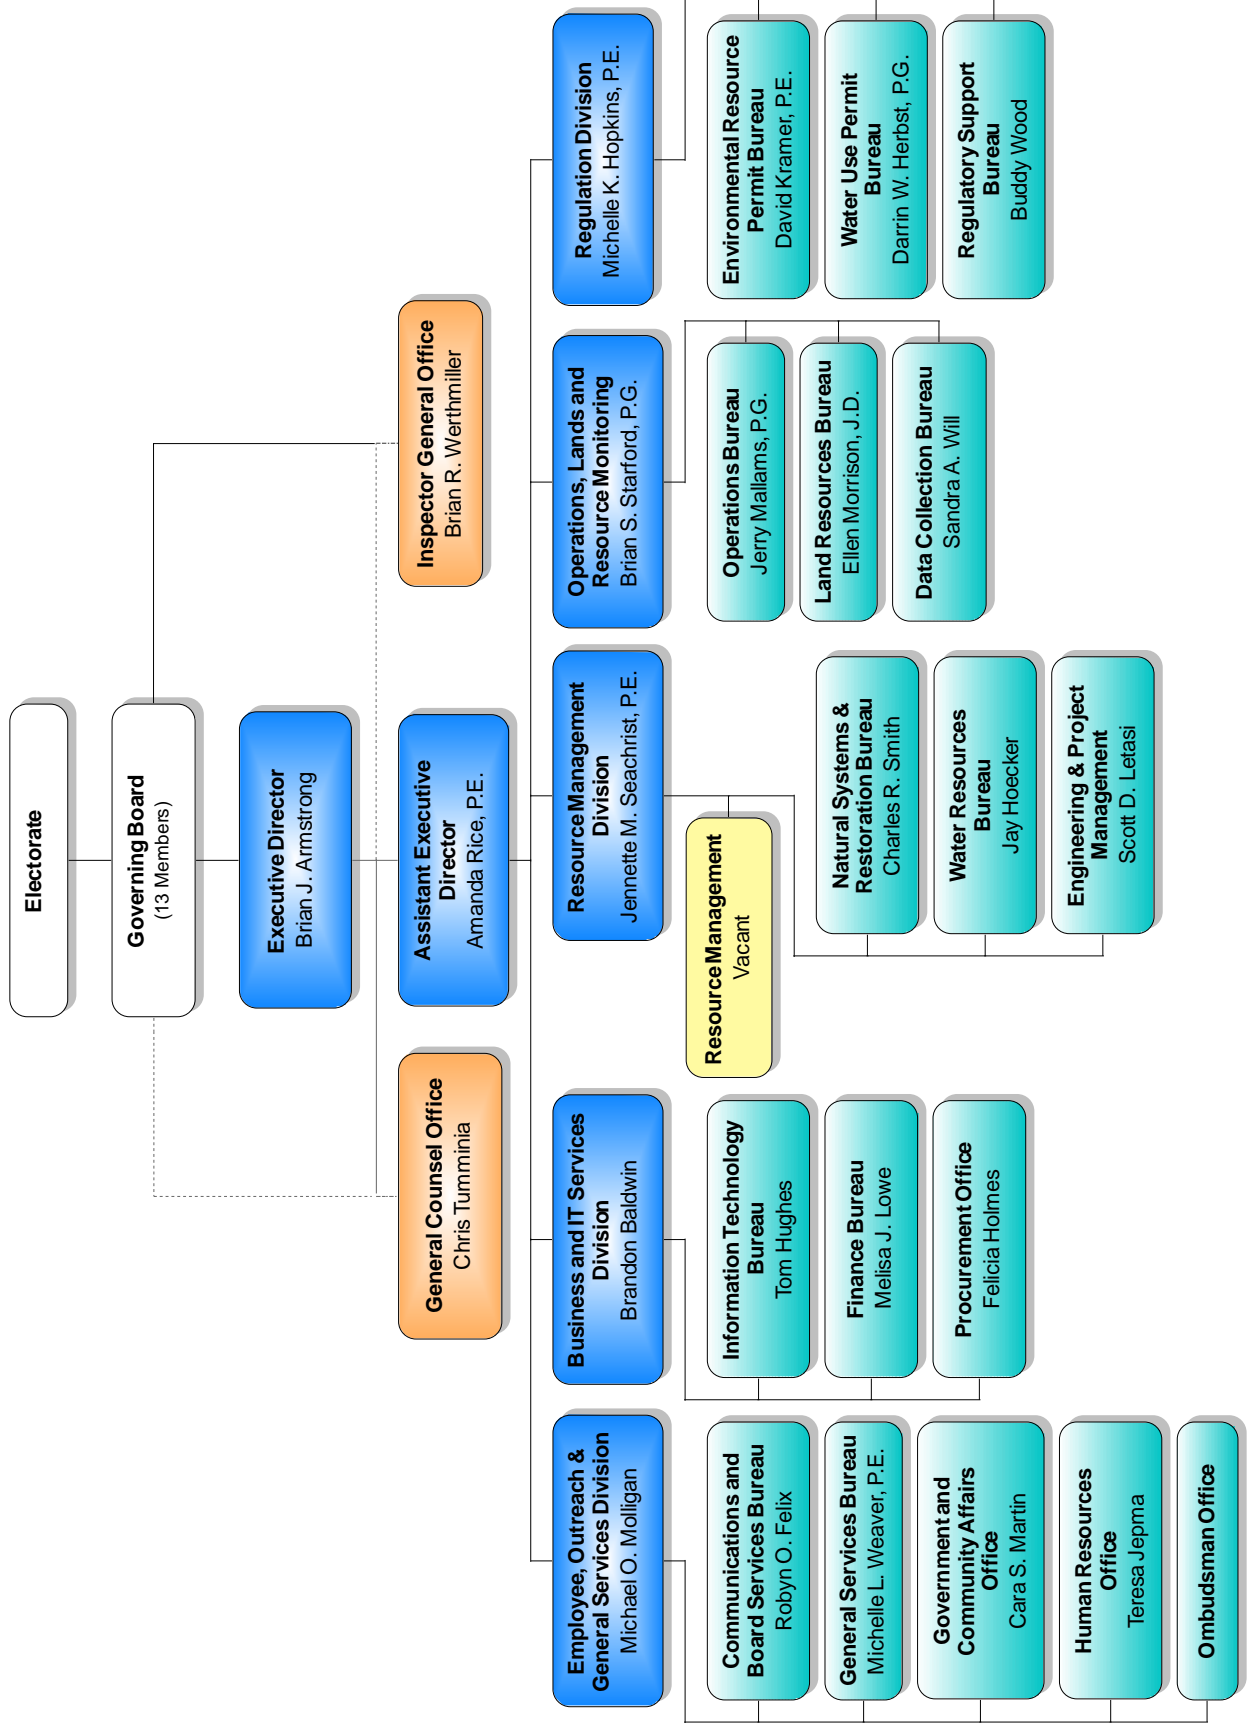 Electorate
Governing Board
(13 Members)
Executive Director
Brian J. Armstrong
General Counsel Office
Chris Tumminia
Assistant Executive
Director
Amanda Rice, P.E.
Inspector General Office
Brian R. Werthmiller
Employee, Outreach &
General Services Division
Michael O. Molligan
Communications and
Board Services Bureau
Robyn O. Felix
General Services Bureau
Michelle L. Weaver, P.E.
Government and
Community Affairs
Office
Cara S. Martin
Human Resources
Office
Teresa Jepma
Ombudsman Office
Business and IT Services
Division
Brandon Baldwin
Information Technology
Bureau
Tom Hughes
Finance Bureau
Melisa J. Lowe
Procurement Office
Felicia Holmes
Resource Management
Division
Jennette M. Seachrist, P.E.
Resource Management
Vacant
Natural Systems &
Restoration Bureau
Charles R. Smith
Water Resources
Bureau
Jay Hoecker
Engineering & Project
Management
Scott D. Letasi
Operations, Lands and
Resource Monitoring
Brian S. Starford, P.G.
Operations Bureau
Jerry Mallams, P.G.
Land Resources Bureau
Ellen Morrison, J.D.
Data Collection Bureau
Sandra A. Will
Regulation Division
Michelle K. Hopkins, P.E.
Environmental Resource
Permit Bureau
David Kramer, P.E.
Water Use Permit
Bureau
Darrin W. Herbst, P.G.
Regulatory Support
Bureau
Buddy Wood